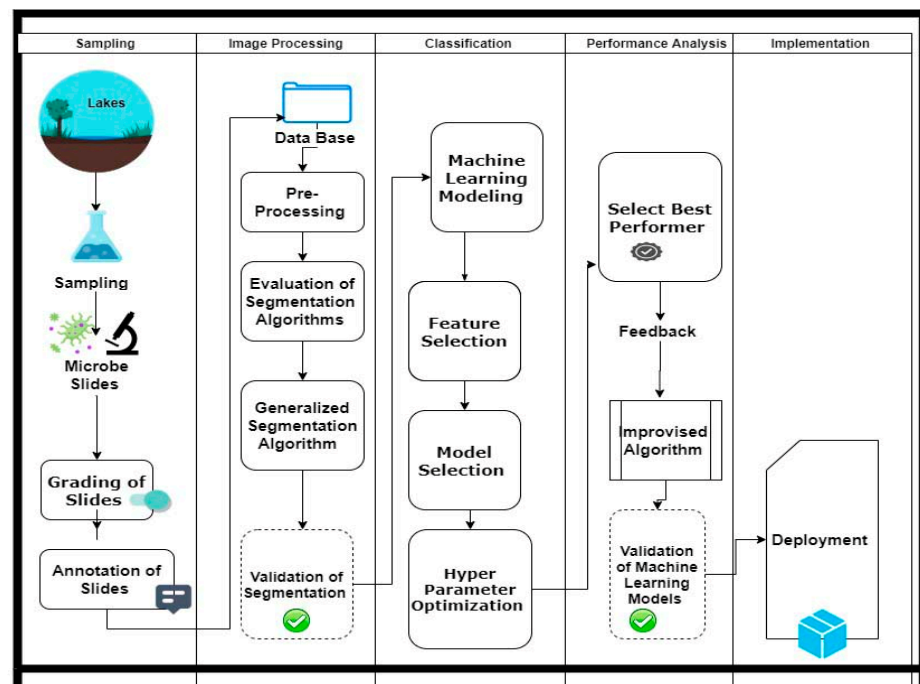 Sampling
Image Processing
Classification
Performance Analysis
Implementation
Lakes
Sampling
Microbe
Slides
Grading of
Slides
Annotation of
Slides
Data Base
Pre-
Processing
Evaluation of
Segmentation
Algorithms
Generalized
Segmentation
Algorithm
Validation of
Segmentation
Machine
Learning
Modeling
Feature
Selection
Model
Selection
Hyper
Parameter
Optimization
Select Best
Performer
Feedback
Improvised
Algorithm
Validation
of Machine
Learning
Models
Deployment